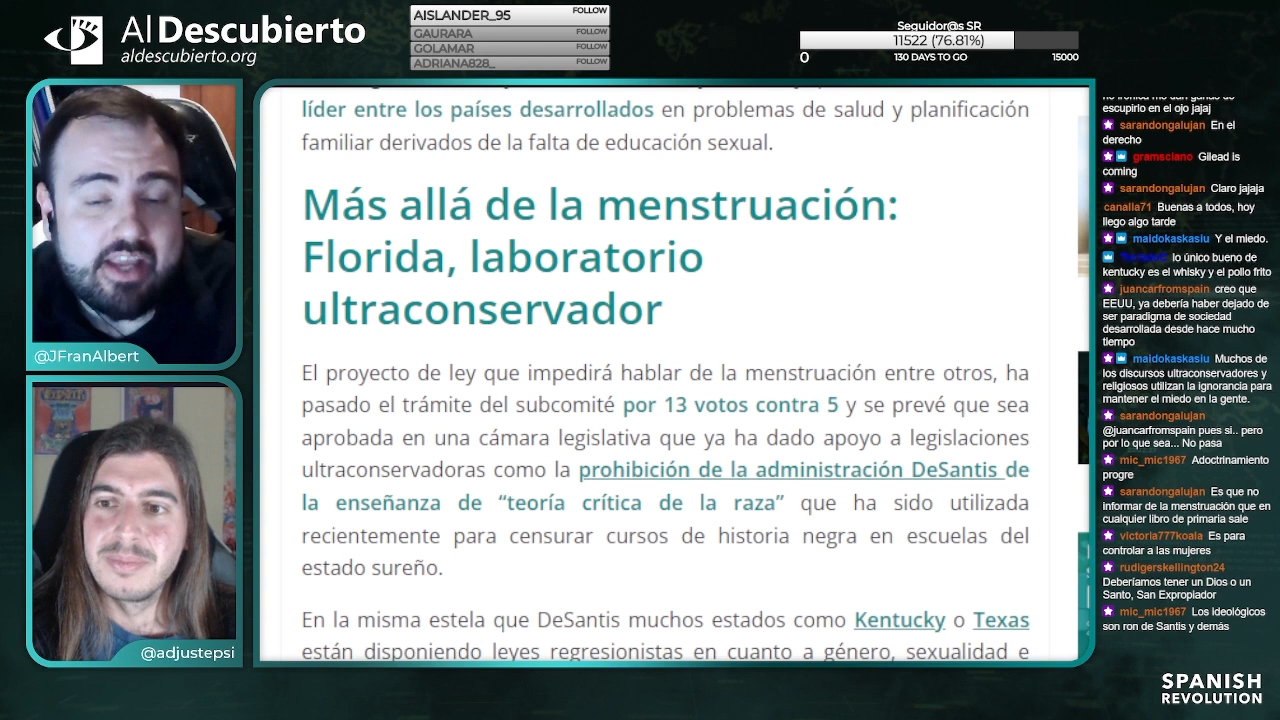 Al Descubierto
aldescubierto.org
AISLANDER_95 FOLLOW
GAURARA FOLLOW
GOLAMAR FOLLOW
ADRIANA828_ FOLLOW
Seguidor@s SR
11522 (76.81%)
0 130 DAYS TO GO 15000
@JFranAlbert
@adjustepsi
líder entre los países desarrollados en problemas de salud y planificación
familiar derivados de la falta de educación sexual.
Más allá de la menstruación:
Florida, laboratorio
ultraconservador
El proyecto de ley que impedirá hablar de la menstruación entre otros, ha
pasado el trámite del subcomité por 13 votos contra 5 y se prevé que sea
aprobada en una cámara legislativa que ya ha dado apoyo a legislaciones
ultraconservadoras como la prohibición de la administración DeSantis de
la enseñanza de “teoría crítica de la raza” que ha sido utilizada
recientemente para censurar cursos de historia negra en escuelas del
estado sureño.
En la misma estela que DeSantis muchos estados como Kentucky o Texas
están disponiendo leyes regresionistas en cuanto a género, sexualidad e
escupirlo en el ojo jajaj
sarandongalujan En el
derecho
gramsciano Gilead is
coming
sarandongalujan Claro jajaja
canalla71 Buenas a todos, hoy
llego algo tarde
maidokaskasiu Y el miedo.
lo único bueno de
kentucky es el whisky y el pollo frito
juancarfromspain creo que
EEUU, ya debería haber dejado de
ser paradigma de sociedad
desarrollada desde hace mucho
tiempo
maidokaskasiu Muchos de
los discursos ultraconservadores y
religiosos utilizan la ignorancia para
mantener el miedo en la gente.
sarandongalujan
@juancarfromspain pues si.. pero
por lo que sea... No pasa
mic_mic1967 Adoctrinamiento
progre
sarandongalujan Es que no
informar de la menstruación que en
cualquier libro de primaria sale
victoria777koala Es para
controlar a las mujeres
rudigerskellington24
Deberíamos tener un Dios o un
Santo, San Expropiador
mic_mic1967 Los ideológicos
son ron de Santis y demás
SPANISH
REVOLUTION